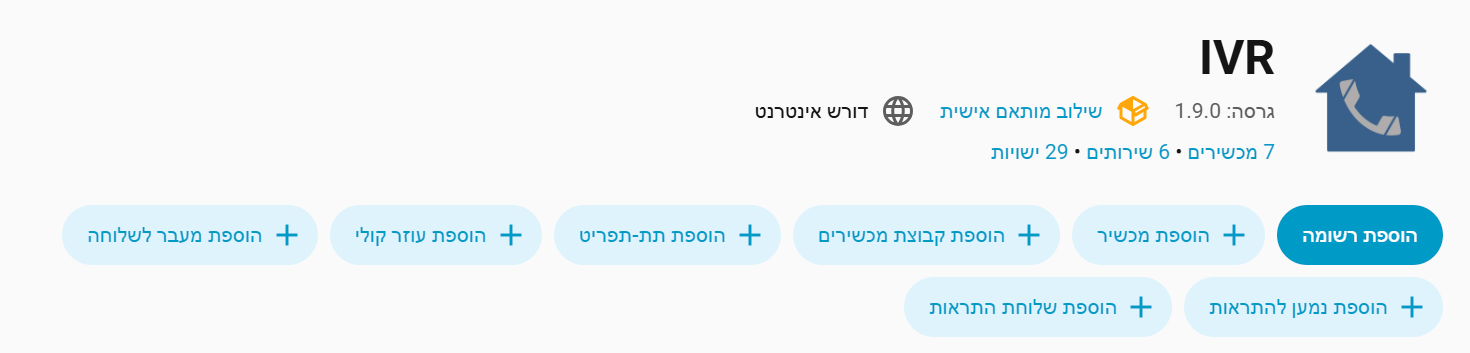 IVR
גרסה: 1.9.0 שילוב מותאם אישית דורש אינטרנט
7 מכשירים • 6 שירותים • 29 ישויות
הוספת רשומה + הוספת מכשיר + הוספת קבוצת מכשירים + הוספת תת-תפריט + הוספת עוזר קולי + הוספת מעבר לשלוחה
+ הוספת נמען להתראות + הוספת שלוחת התראות